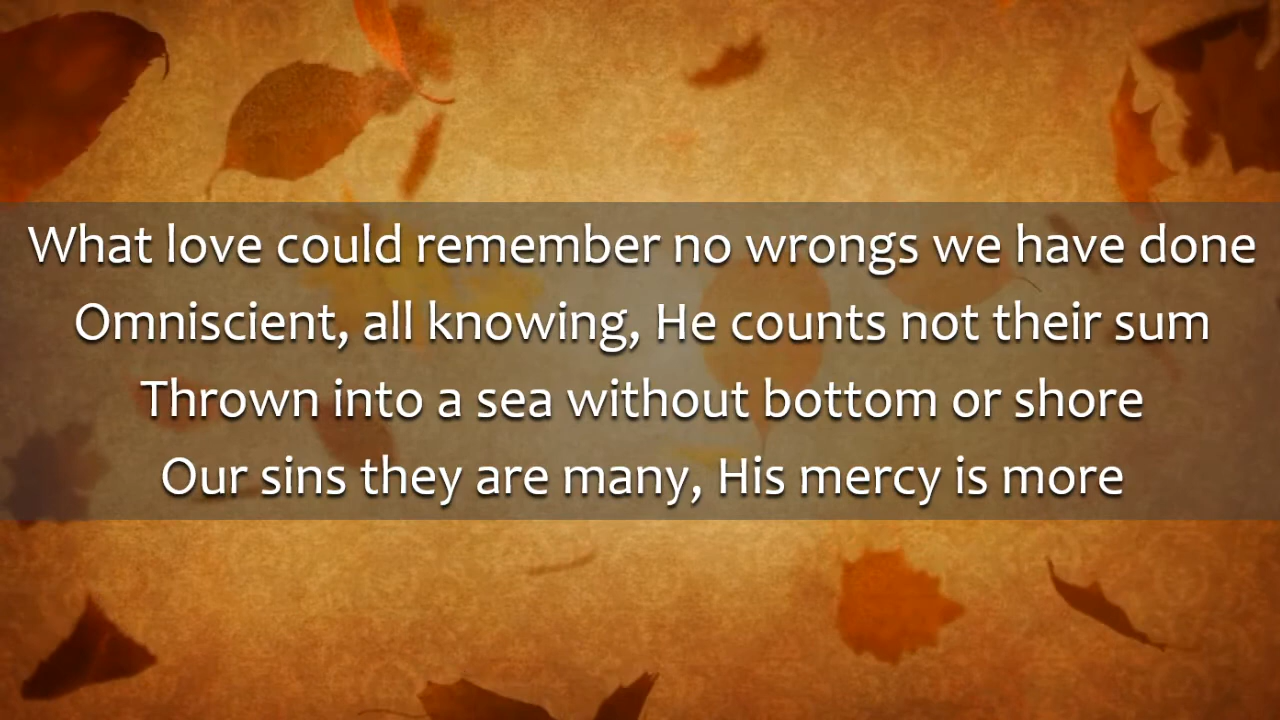 What love could remember no wrongs we have done
Omniscient, all knowing, He counts not their sum
Thrown into a sea without bottom or shore
Our sins they are many, His mercy is more